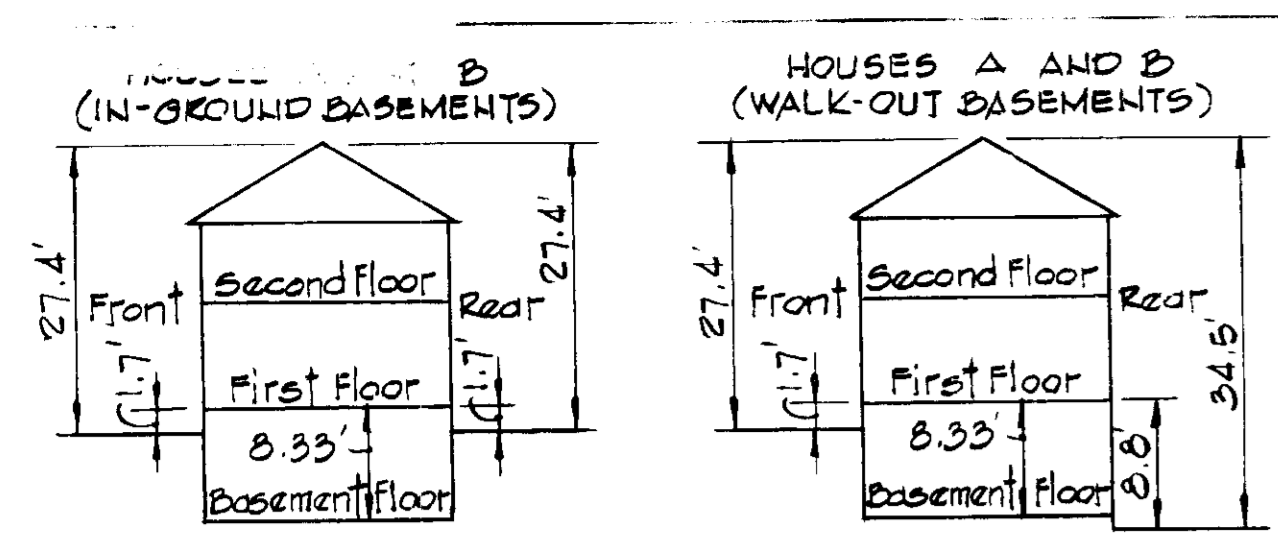 B
(IN-GROUND BASEMENTS)
27.4'
27.4'
Second Floor
Front
Rear
1.7'
1.7'
First Floor
8.33'
Basement Floor
HOUSES A AND B
(WALK-OUT BASEMENTS)
27.4'
Second Floor
Front
Rear
34.5'
1.7'
First Floor
8.33'
8.8'
Basement Floor